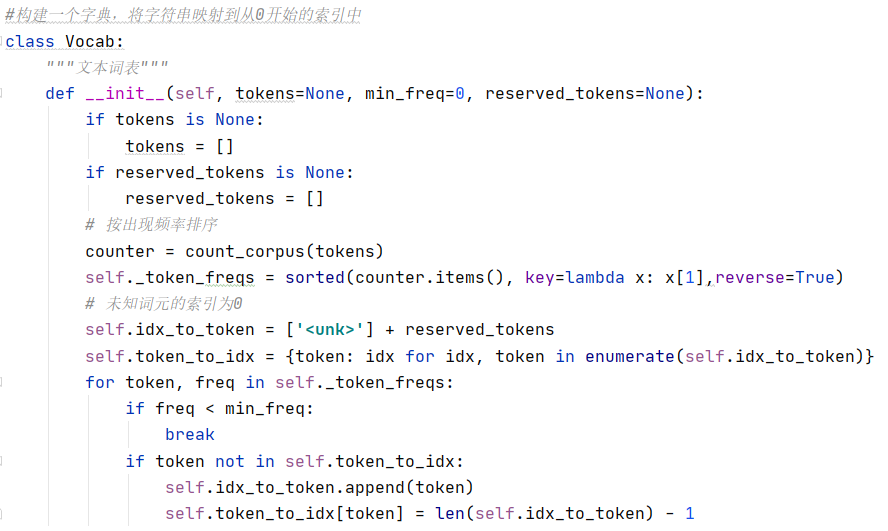 #构建一个字典，将字符串映射到从0开始的索引中
class Vocab:
    """文本词表"""
    def __init__(self, tokens=None, min_freq=0, reserved_tokens=None):
        if tokens is None:
            tokens = []
        if reserved_tokens is None:
            reserved_tokens = []
        # 按出现频率排序
        counter = count_corpus(tokens)
        self._token_freqs = sorted(counter.items(), key=lambda x: x[1],reverse=True)
        # 未知词元的索引为0
        self.idx_to_token = ['<unk>'] + reserved_tokens
        self.token_to_idx = {token: idx for idx, token in enumerate(self.idx_to_token)}
        for token, freq in self._token_freqs:
            if freq < min_freq:
                break
            if token not in self.token_to_idx:
                self.idx_to_token.append(token)
                self.token_to_idx[token] = len(self.idx_to_token) - 1